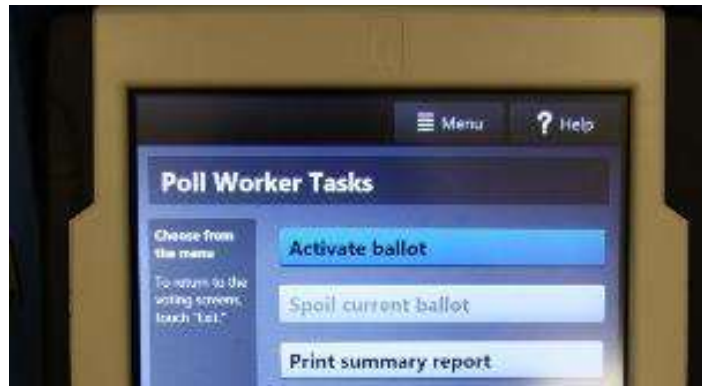 Menu
? Help
Poll Worker Tasks
Choose from
the menu
To return to the
voting screens,
touch "Exit."
Activate ballot
Spoil current ballot
Print summary report